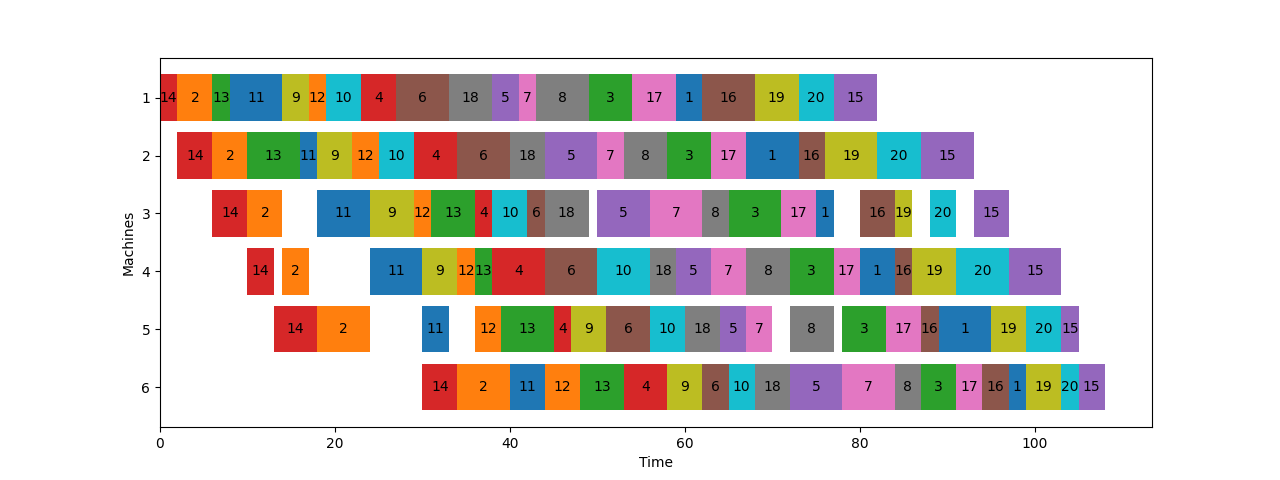 1 14 2 13 11 9 12 10 4 6 18 5 7 8 3 17 1 16 19 20 15
2 14 2 13 11 9 12 10 4 6 18 5 7 8 3 17 1 16 19 20 15
3 14 2 11 9 12 13 4 10 6 18 5 7 8 3 17 1 16 19 20 15
4 14 2 11 9 12 13 4 6 10 18 5 7 8 3 17 1 16 19 20 15
5 14 2 11 12 13 4 9 6 10 18 5 7 8 3 17 16 1 19 20 15
6 14 2 11 12 13 4 9 6 10 18 5 7 8 3 17 16 1 19 20 15
Machines
0 20 40 60 80 100
Time